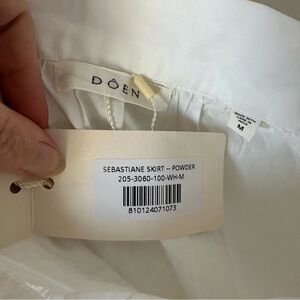 DÔEN
M
SEBASTIANE SKIRT – POWDER
205-3060-100-WH-M
810124071073